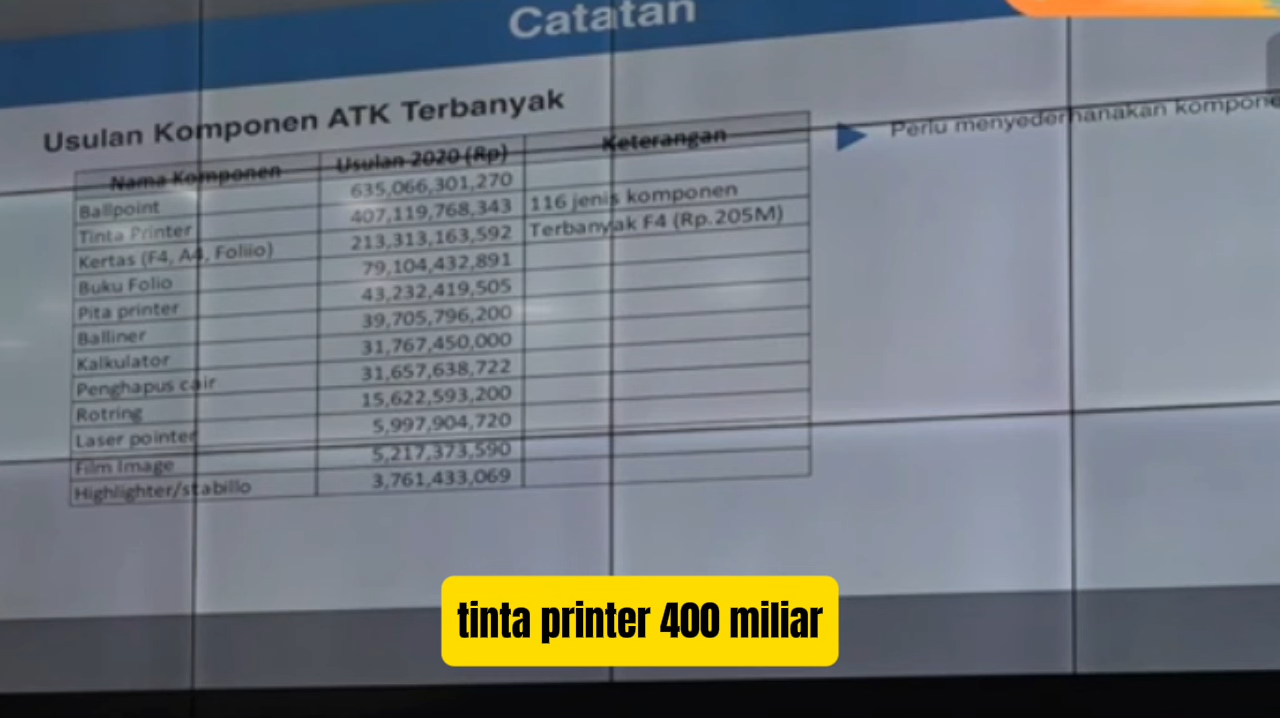 Catatan
Usulan Komponen ATK Terbanyak
Nama Komponen Usulan 2020 (Rp) Keterangan
Ballpoint 635,066,301,270
Tinta Printer 407,119,768,343 116 jenis komponen
Kertas (F4, A4, Foliio) 213,313,163,592 Terbanyak F4 (Rp.205M)
Buku Folio 79,104,432,891
Pita printer 43,232,419,505
Balliner 39,705,796,200
Kalkulator 31,767,450,000
Penghapus cair 31,657,638,722
Rotring 15,622,593,200
Laser pointer 5,997,904,720
Film Image 5,217,373,590
Highlighter/stabillo 3,761,433,069
Perlu menyederhanakan kompone
tinta printer 400 miliar